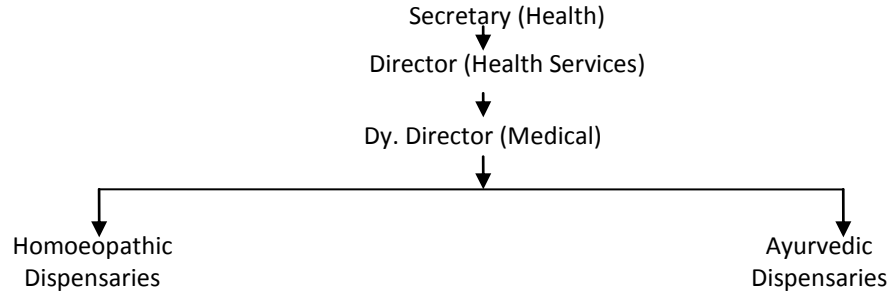 Secretary (Health)
Director (Health Services)
Dy. Director (Medical)
Homoeopathic
Dispensaries
Ayurvedic
Dispensaries